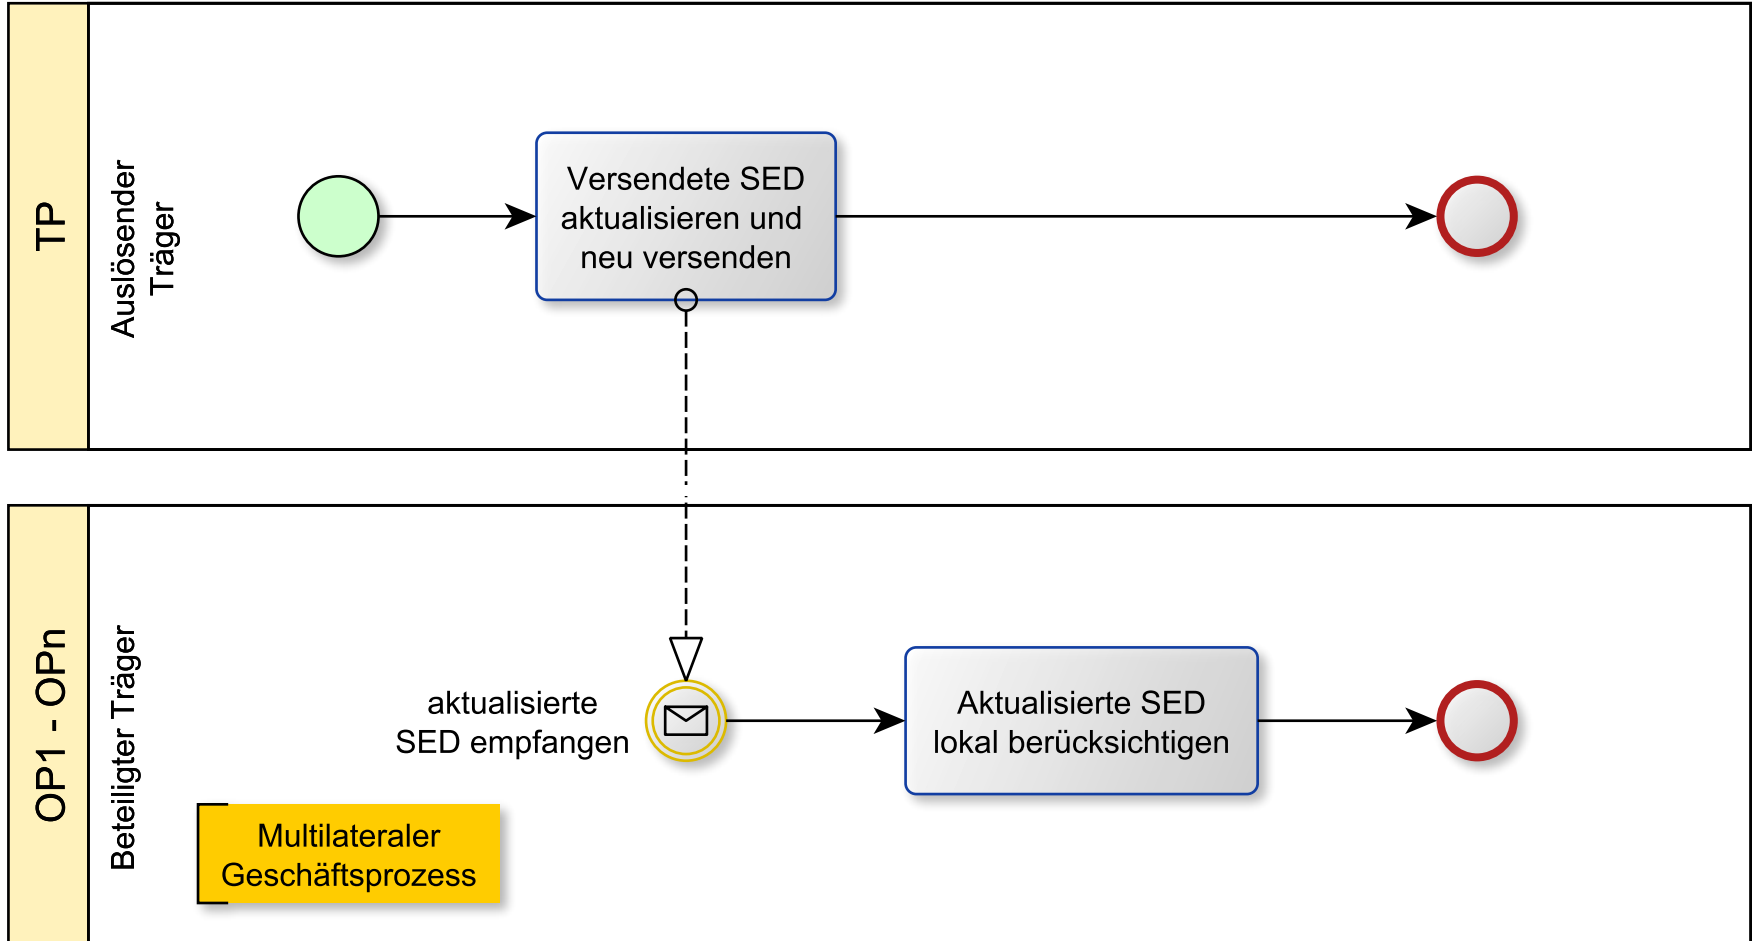 TP
Auslösender
Träger
Versendete SED
aktualisieren und
neu versenden
OP1 - OPn
Beteiligter Träger
aktualisierte
SED empfangen
Aktualisierte SED
lokal berücksichtigen
Multilateraler
Geschäftsprozess